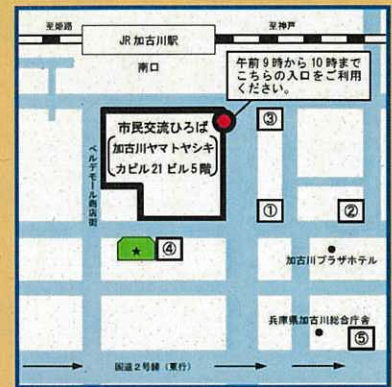 至姫路
至神戸
JR 加古川駅
南口
午前9時から10時まで
こちらの入口をご利用
ください。
市民交流ひろば
加古川ヤマトヤシキ
カピル21ビル5階
③
ベルデモール商店街
①
②
★
④
加古川プラザホテル
兵庫県加古川総合庁舎
⑤
国道2号線(東行)